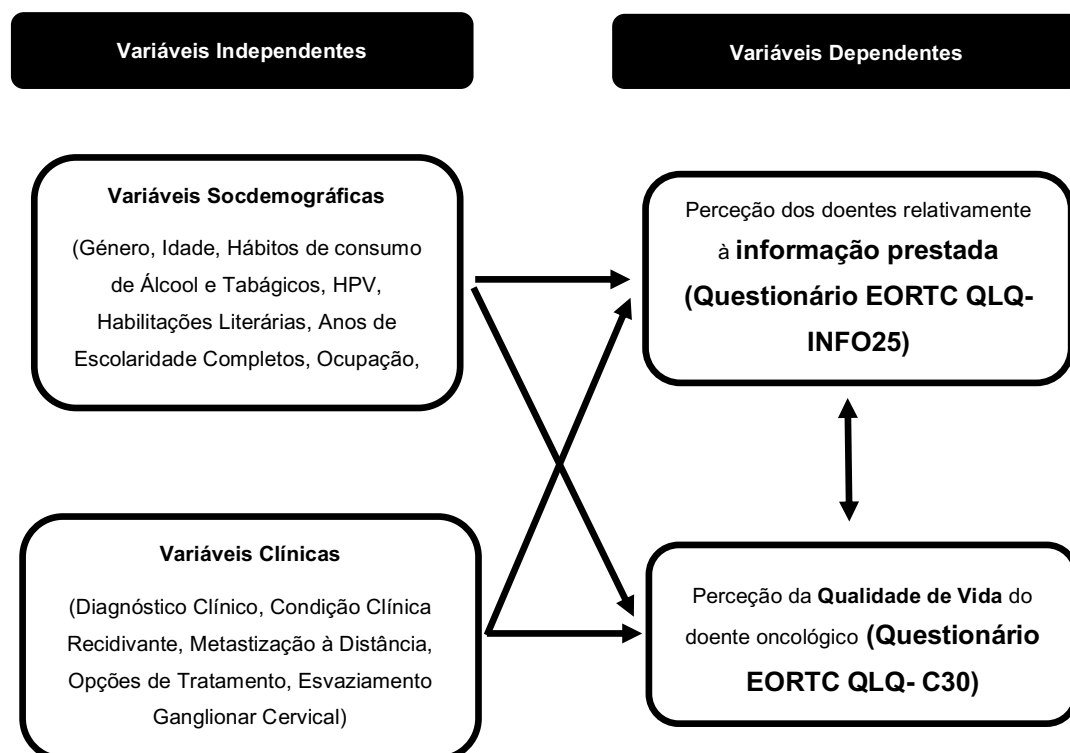 Variáveis Independentes
Variáveis Dependentes
Variáveis Socdemográficas
(Género, Idade, Hábitos de consumo
de Álcool e Tabágicos, HPV,
Habilitações Literárias, Anos de
Escolaridade Completos, Ocupação,
Perceção dos doentes relativamente
à informação prestada
(Questionário EORTC QLQ-
INFO25)
Variáveis Clínicas
(Diagnóstico Clínico, Condição Clínica
Recidivante, Metastização à Distância,
Opções de Tratamento, Esvaziamento
Ganglionar Cervical)
Perceção da Qualidade de Vida do
doente oncológico (Questionário
EORTC QLQ- C30)